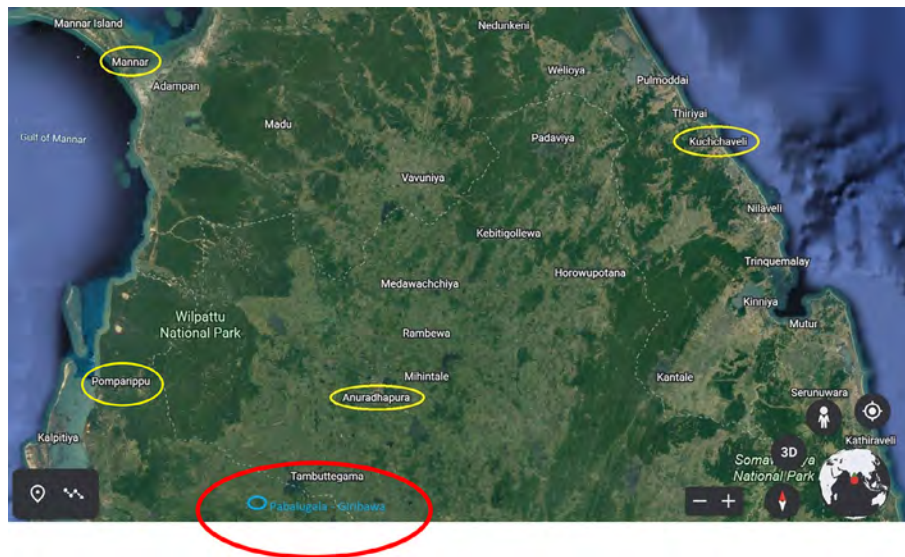 Mannar Island
Nedunkeni
Mannar
Adampan
Welioya
Pulmoddai
Madu
Thiriyai
Gulf of Mannar
Padaviya
Kuchchaveli
Vavuniya
Nilaveli
Kebitigollewa
Horowupotana
Trinquemalay
Medawachchiya
Kinniya
Wilpattu
National Park
Rambewa
Mutur
Mihintale
Kantale
Pomparippu
Anuradhapura
Serunuwara
Kalpitiya
Kathiraveli
3D
National Park
Tambuttegama
Pabalugala - Giribawa